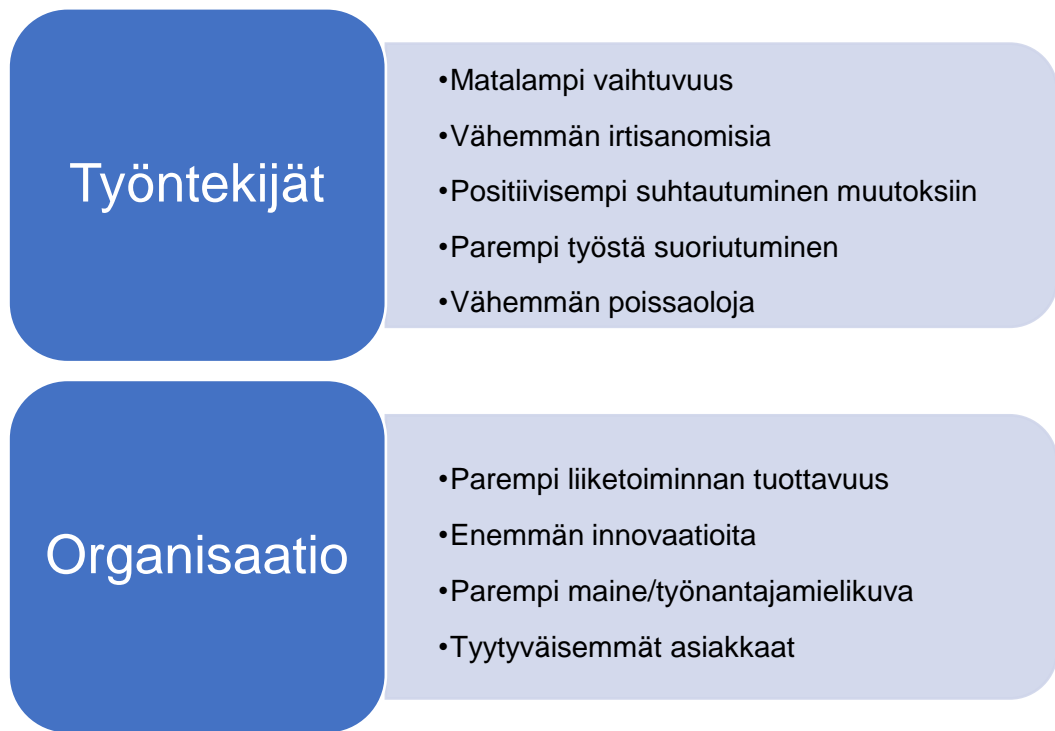 Työntekijät
•Matalampi vaihtuvuus
•Vähemmän irtisanomisia
•Positiivisempi suhtautuminen muutoksiin
•Parempi työstä suoriutuminen
•Vähemmän poissaoloja
Organisaatio
•Parempi liiketoiminnan tuottavuus
•Enemmän innovaatioita
•Parempi maine/työnantajamielikuva
•Tyytyväisemmät asiakkaat